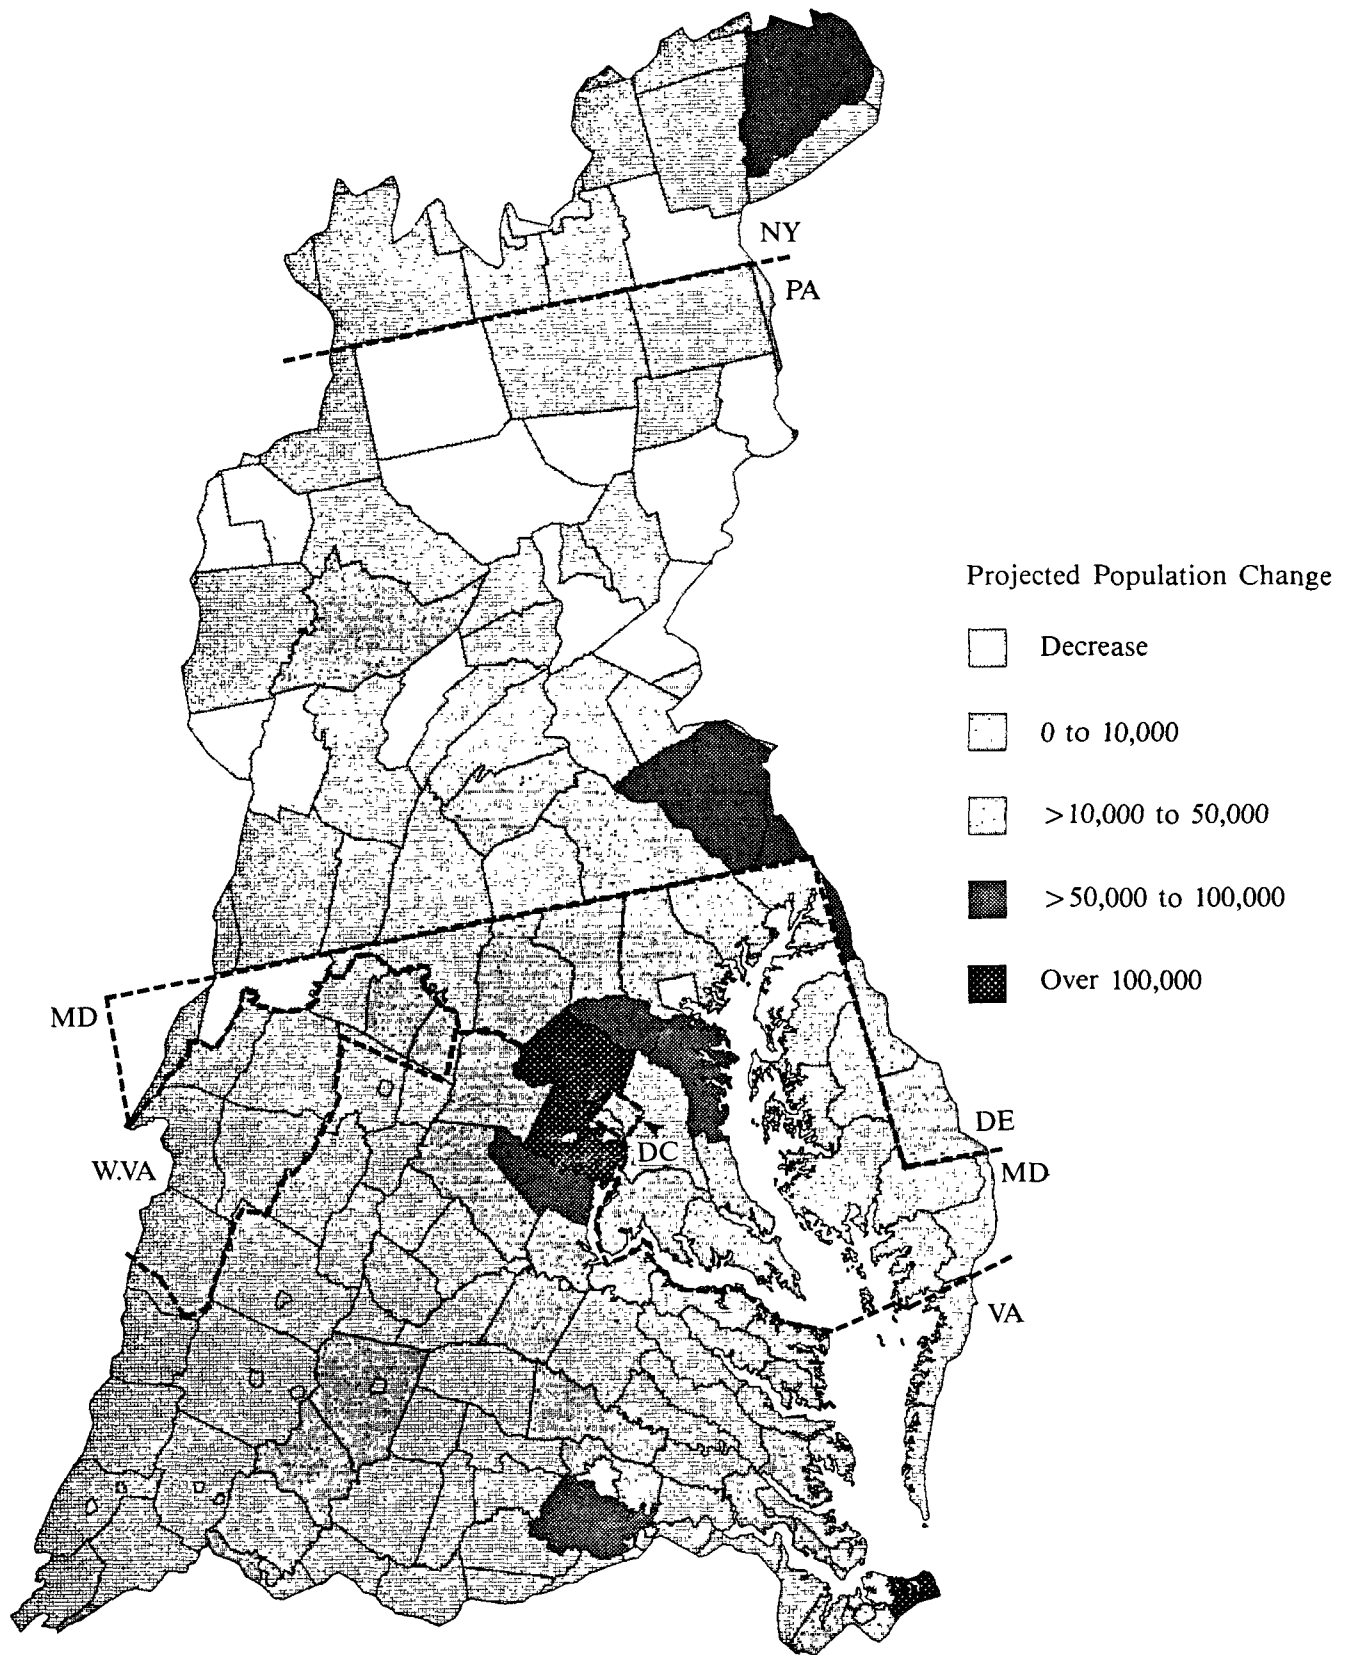 NY
PA
Projected Population Change
Decrease
0 to 10,000
>10,000 to 50,000
>50,000 to 100,000
Over 100,000
MD
DE
DC
W.VA
MD
VA